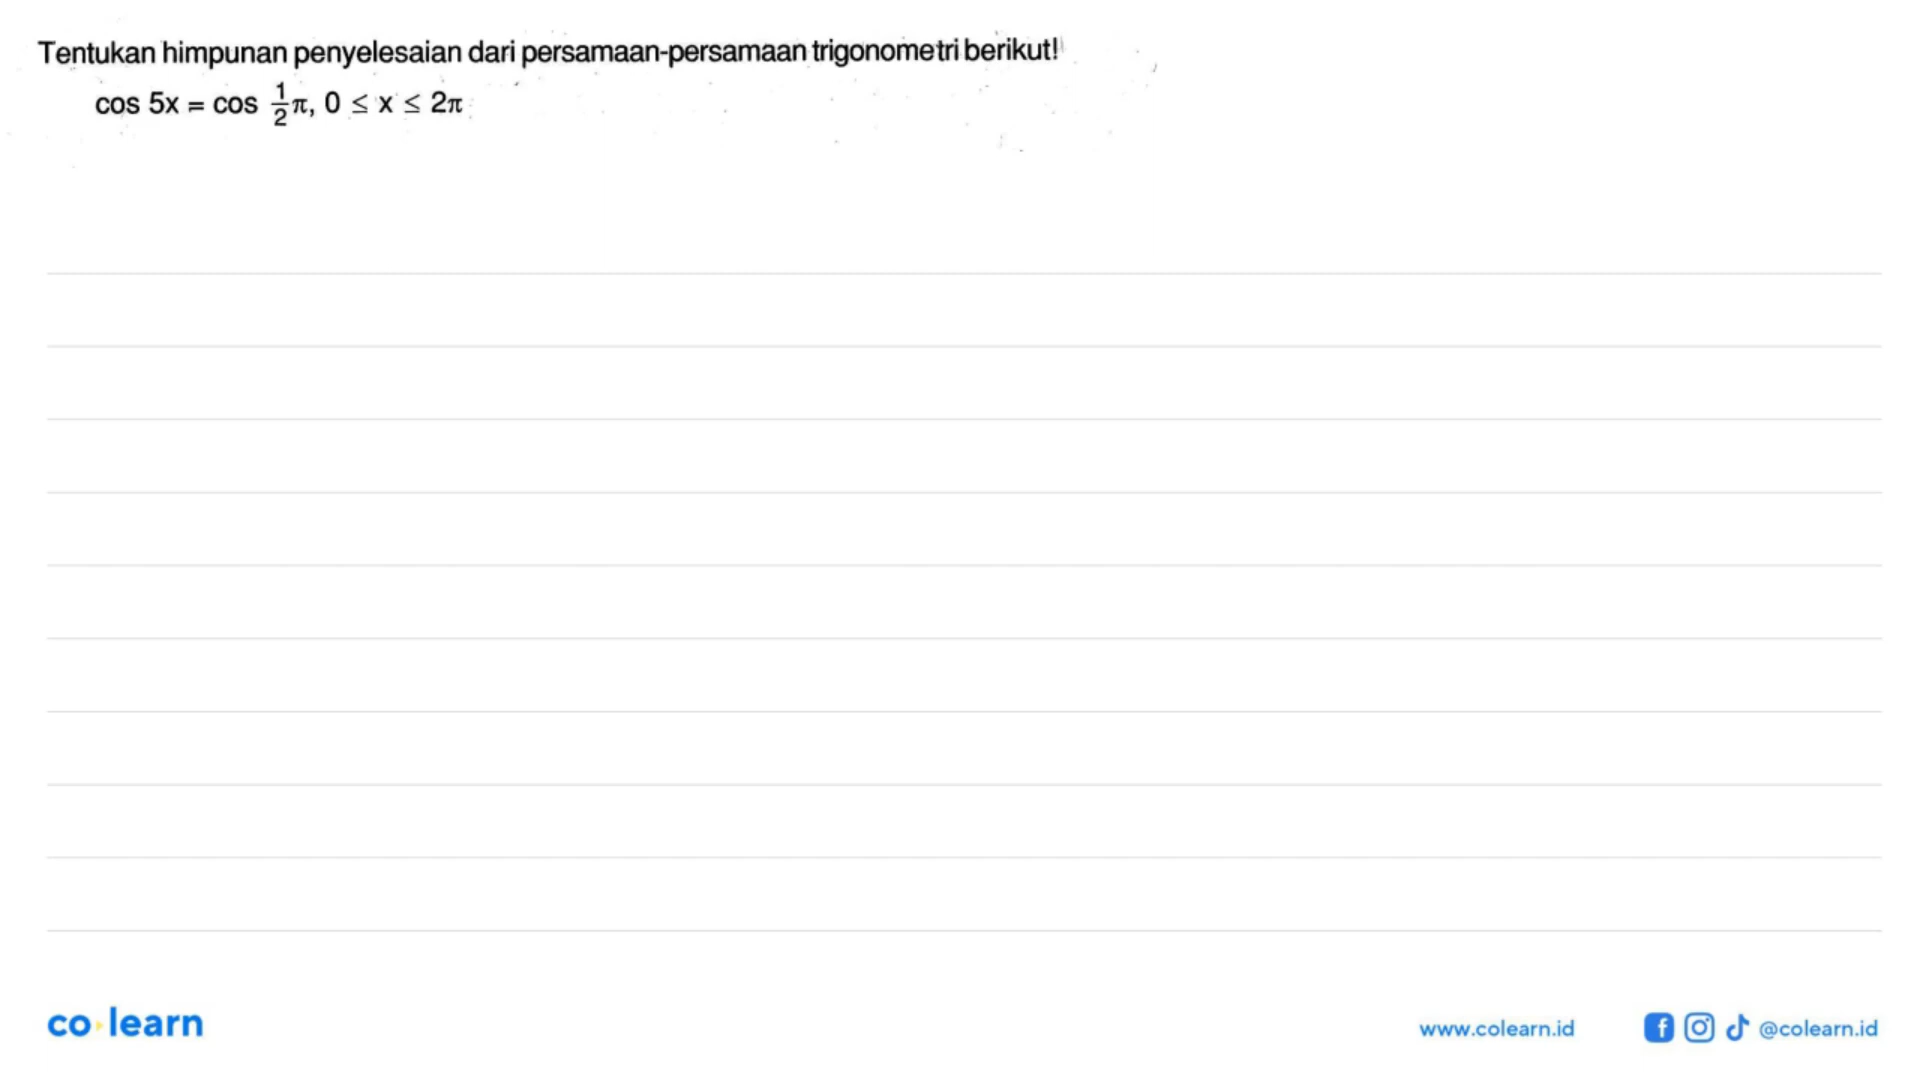 Tentukan himpunan penyelesaian dari persamaan-persamaan trigonometri berikut!
cos 5x = cos 1/2 π, 0 ≤ x ≤ 2π
co learn
www.colearn.id @colearn.id